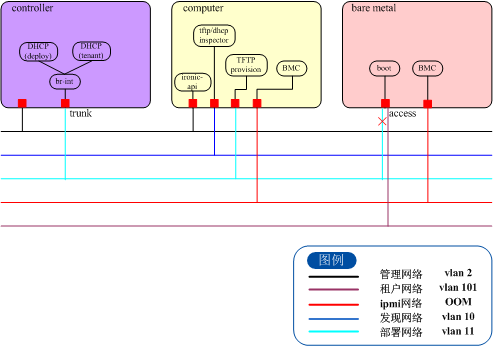 controller
computer
bare metal
DHCP
(deploy)
DHCP
(tenant)
br-int
tftp/dhcp
inspector
ironic-
api
TFTP
provision
BMC
boot
BMC
trunk
access
图例
管理网络 vlan 2
租户网络 vlan 101
ipmi网络 OOM
发现网络 vlan 10
部署网络 vlan 11